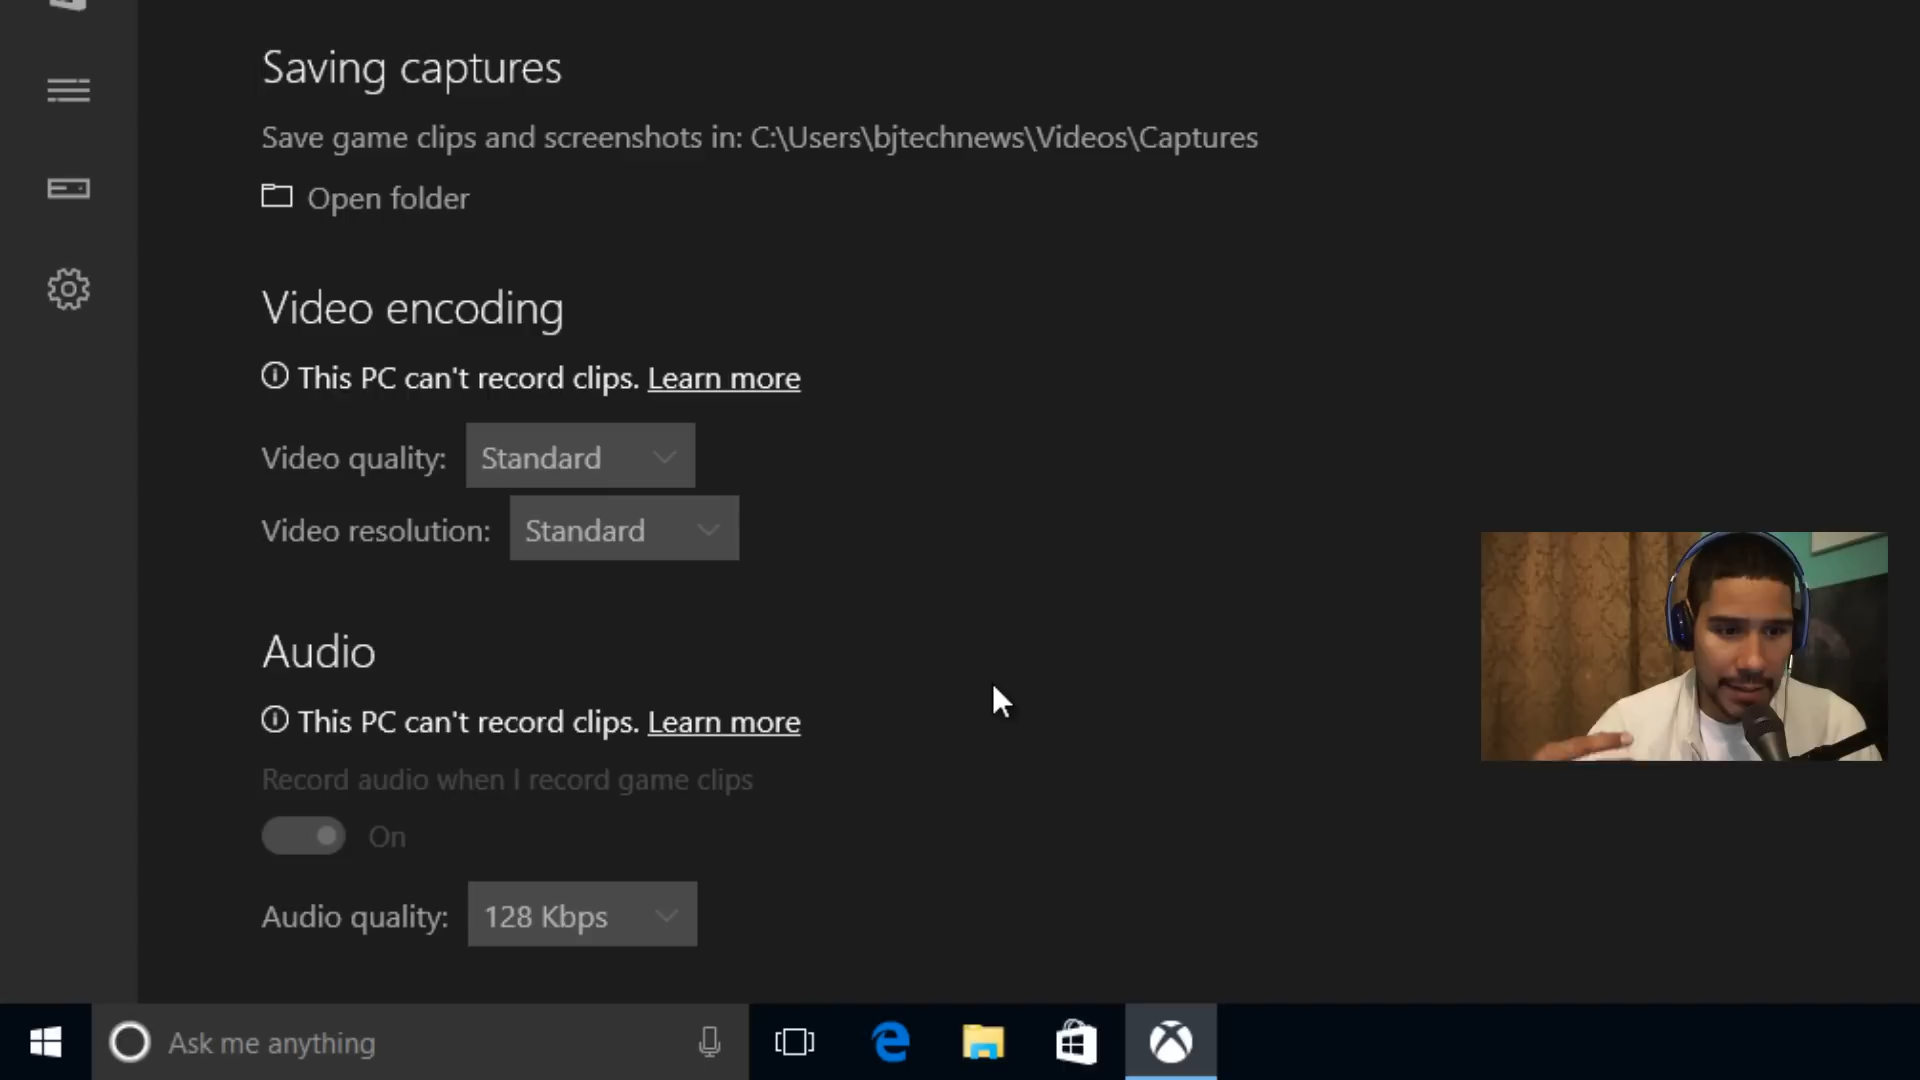 Saving captures
Save game clips and screenshots in: C:\Users\bjtechnews\Videos\Captures
Open folder
Video encoding
This PC can't record clips. Learn more
Video quality: Standard
Video resolution: Standard
Audio
This PC can't record clips. Learn more
Record audio when I record game clips
On
Audio quality: 128 Kbps
Ask me anything